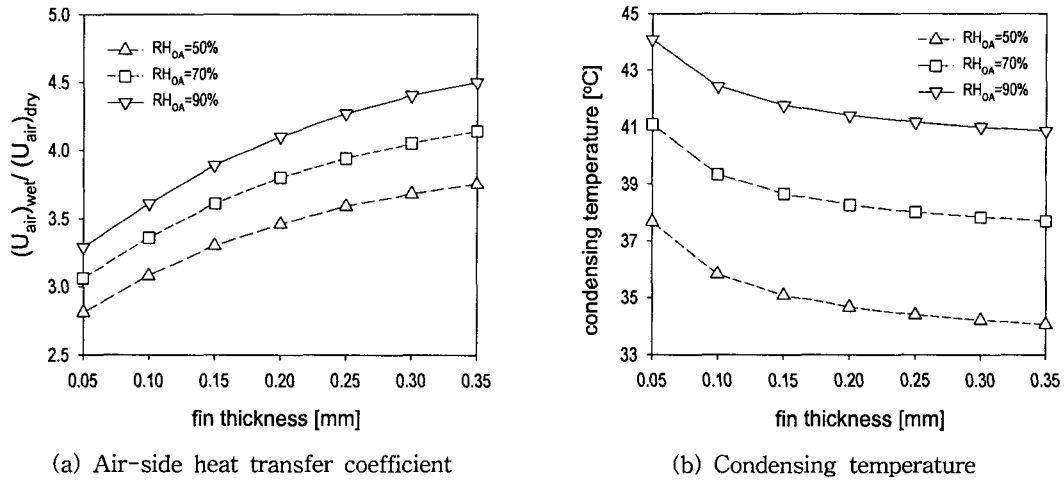 5.0
4.5
4.0
3.5
3.0
2.5
(U_air)_wet / (U_air)_dry
RH_OA=50%
RH_OA=70%
RH_OA=90%
0.05 0.10 0.15 0.20 0.25 0.30 0.35
fin thickness [mm]
(a) Air-side heat transfer coefficient
45
43
41
39
37
35
33
condensing temperature [ºC]
RH_OA=50%
RH_OA=70%
RH_OA=90%
0.05 0.10 0.15 0.20 0.25 0.30 0.35
fin thickness [mm]
(b) Condensing temperature